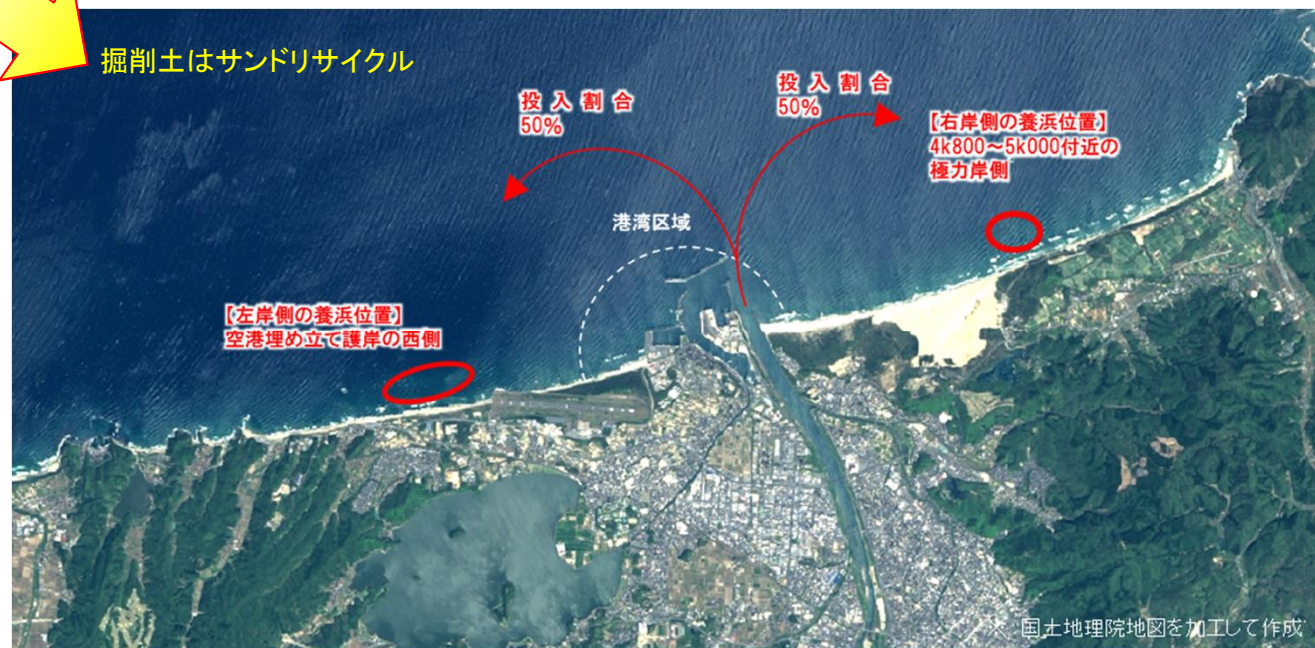 掘削土はサンドリサイクル
投入割合
50%
投入割合
50%
【右岸側の養浜位置】
4k800～5k000付近の
極力岸側
港湾区域
【左岸側の養浜位置】
空港埋め立て護岸の西側
※ 国土地理院地図を加工して作成